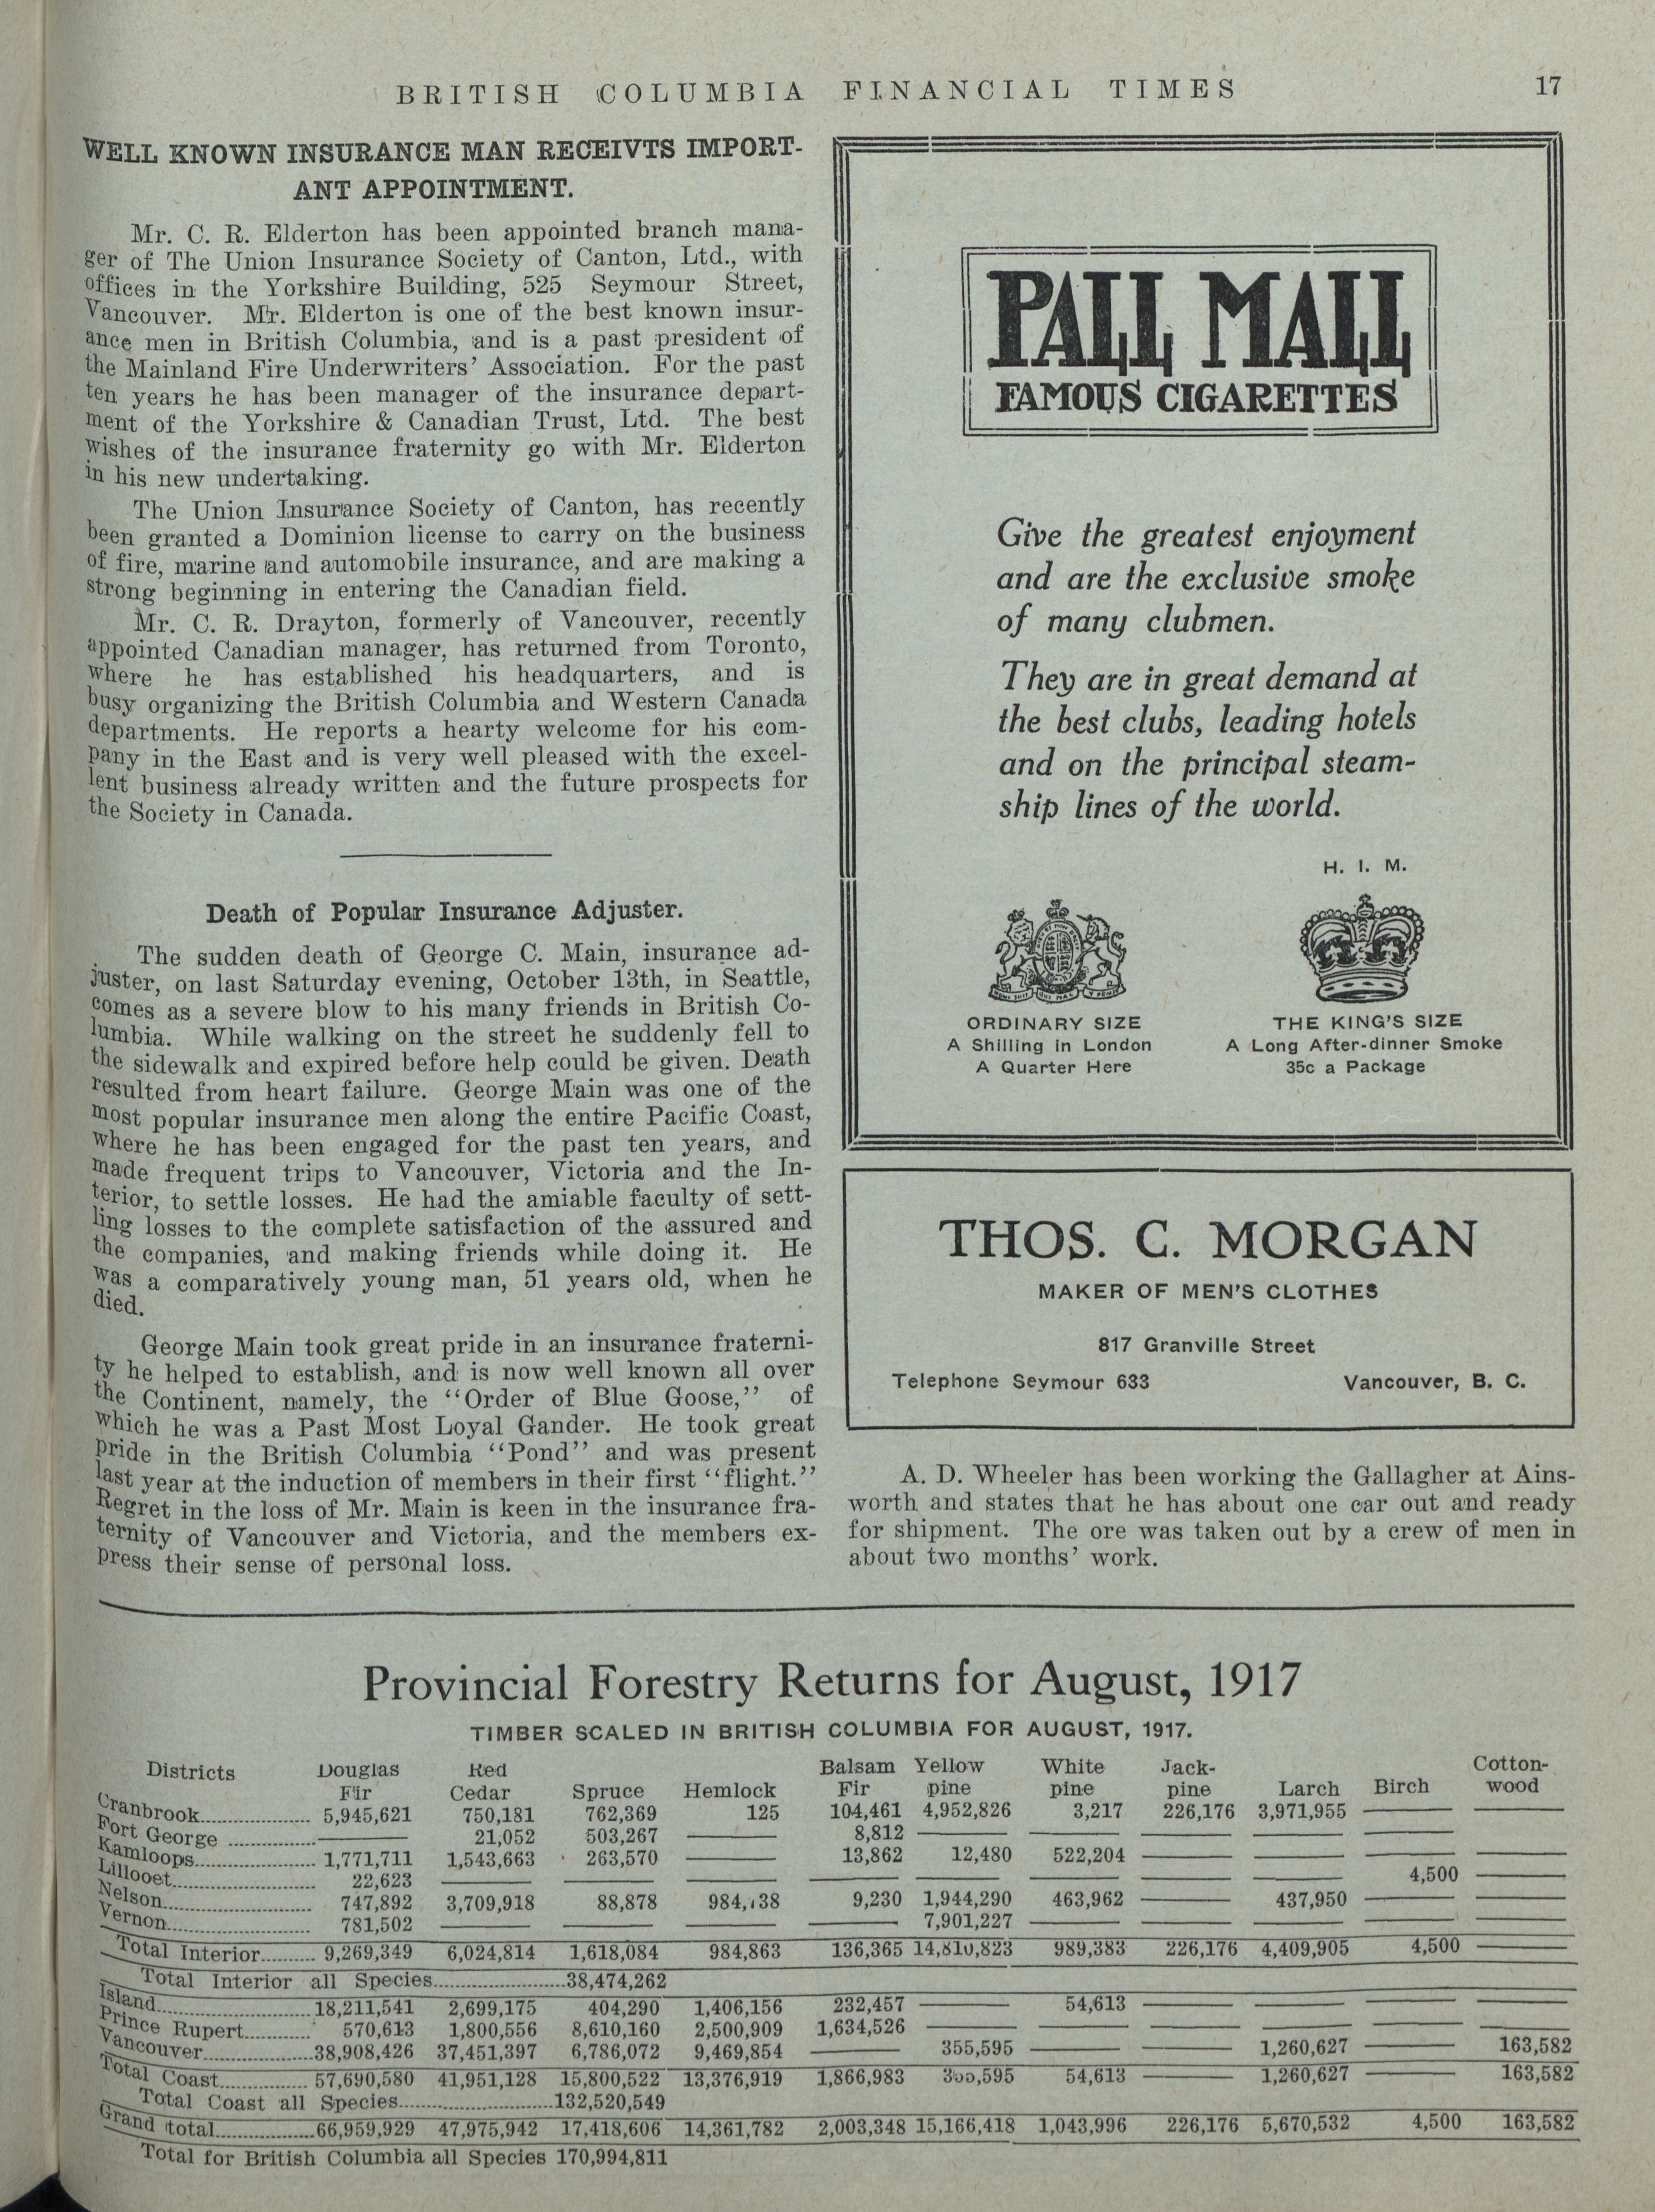 BRITISH COLUMBIA FINANCIAL TIMES 17
WELL KNOWN INSURANCE MAN RECEIVTS IMPORT-
ANT APPOINTMENT.
Mr. C. R. Elderton has been appointed branch mana-
ger of The Union Insurance Society of Canton, Ltd., with
offices in the Yorkshire Building, 525 Seymour Street,
Vancouver. Mr. Elderton is one of the best known insur-
ance men in British Columbia, and is a past president of
the Mainland Fire Underwriters' Association. For the past
ten years he has been manager of the insurance depart-
ment of the Yorkshire & Canadian Trust, Ltd. The best
wishes of the insurance fraternity go with Mr. Elderton
in his new undertaking.
The Union Insurance Society of Canton, has recently
been granted a Dominion license to carry on the business
of fire, marine and automobile insurance, and are making a
strong beginning in entering the Canadian field.
Mr. C. R. Drayton, formerly of Vancouver, recently
appointed Canadian manager, has returned from Toronto,
where he has established his headquarters, and is
busy organizing the British Columbia and Western Canada
departments. He reports a hearty welcome for his com-
pany in the East and is very well pleased with the excel-
lent business already written and the future prospects for
the Society in Canada.
Death of Popular Insurance Adjuster.
The sudden death of George C. Main, insurance ad-
juster, on last Saturday evening, October 13th, in Seattle,
comes as a severe blow to his many friends in British Co-
lumbia. While walking on the street he suddenly fell to
the sidewalk and expired before help could be given. Death
resulted from heart failure. George Main was one of the
most popular insurance men along the entire Pacific Coast,
where he has been engaged for the past ten years, and
made frequent trips to Vancouver, Victoria and the In-
terior, to settle losses. He had the amiable faculty of sett-
ling losses to the complete satisfaction of the assured and
the companies, and making friends while doing it. He
was a comparatively young man, 51 years old, when he
died.
George Main took great pride in an insurance fraterni-
ty he helped to establish, and is now well known all over
the Continent, namely, the "Order of Blue Goose," of
which he was a Past Most Loyal Gander. He took great
pride in the British Columbia "Pond" and was present
last year at the induction of members in their first "flight."
Regret in the loss of Mr. Main is keen in the insurance fra-
ternity of Vancouver and Victoria, and the members ex-
press their sense of personal loss.
PALL MALL
FAMOUS CIGARETTES
Give the greatest enjoyment
and are the exclusive smoke
of many clubmen.
They are in great demand at
the best clubs, leading hotels
and on the principal steam-
ship lines of the world.
H. I. M.
ORDINARY SIZE
A Shilling in London
A Quarter Here
THE KING'S SIZE
A Long After-dinner Smoke
35c a Package
THOS. C. MORGAN
MAKER OF MEN'S CLOTHES
817 Granville Street
Telephone Seymour 633 Vancouver, B. C.
A. D. Wheeler has been working the Gallagher at Ains-
worth and states that he has about one car out and ready
for shipment. The ore was taken out by a crew of men in
about two months' work.
Provincial Forestry Returns for August, 1917
TIMBER SCALED IN BRITISH COLUMBIA FOR AUGUST, 1917.
Districts Douglas Red Balsam Yellow White Jack- Cotton-
Fir Cedar Spruce Hemlock Fir pine pine pine Larch Birch wood
Cranbrook 5,945,621 750,181 762,369 125 104,461 4,952,826 3,217 226,176 3,971,955 —— ——
Fort George —— 21,052 503,267 —— 8,812 —— —— —— —— ——
Kamloops 1,771,711 1,543,663 263,570 —— 13,862 12,480 522,204 —— —— —— ——
Lillooet 22,623 —— —— —— —— —— —— —— —— 4,500 ——
Nelson 747,892 3,709,918 88,878 9,230 1,944,290 463,962 —— 437,950 —— ——
Vernon 781,502 —— —— —— —— 7,901,227 —— —— —— —— ——
Total Interior 9,269,349 6,024,814 1,618,084 984,863 136,365 14,810,823 989,383 226,176 4,409,905 4,500 ——
Total Interior all Species 38,474,262
Island 18,211,541 2,699,175 404,290 1,406,156 232,457 —— 54,613 —— —— —— ——
Prince Rupert 570,613 1,800,556 8,610,160 2,500,909 1,634,526 —— —— —— —— —— ——
Vancouver 38,908,426 37,451,397 6,786,072 9,469,854 —— 355,595 —— —— 1,260,627 —— 163,582
Total Coast 57,690,580 41,951,128 15,800,522 13,376,919 1,866,983 355,595 54,613 —— 1,260,627 —— 163,582
Total Coast all Species 132,520,549
Grand total 66,959,929 47,975,942 17,418,606 14,361,782 2,003,348 15,166,418 1,043,996 226,176 5,670,532 4,500 163,582
Total for British Columbia all Species 170,994,811